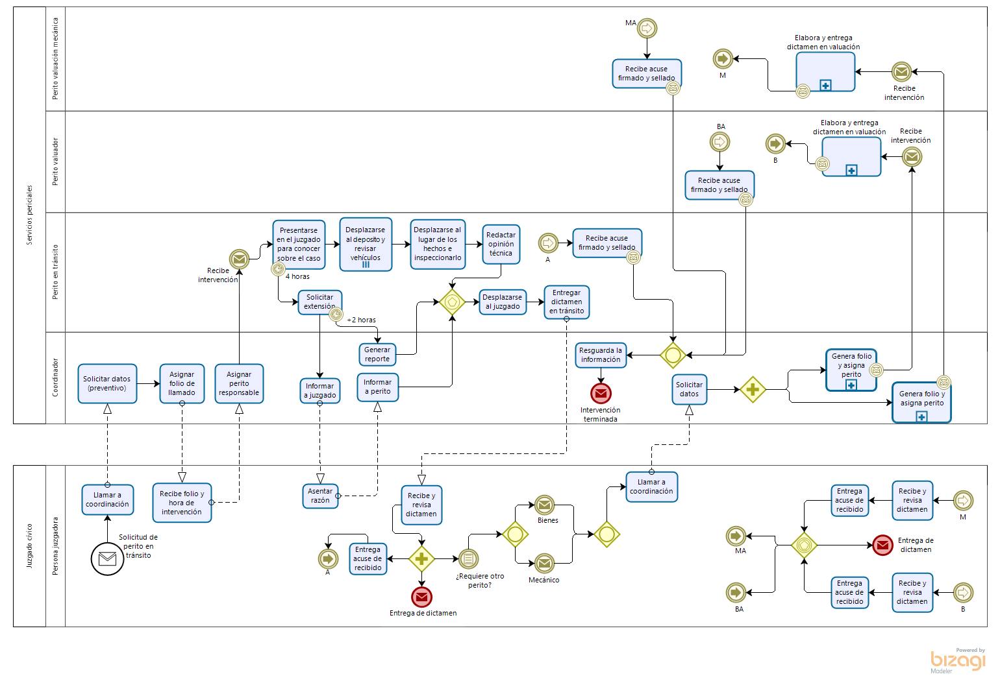 Servicios periciales
Perito valuación mecánica
MA
Recibe acuse
firmado y sellado
M
Elabora y entrega
dictamen en valuación
Recibe
intervención
Perito valuador
BA
Recibe acuse
firmado y sellado
B
Elabora y entrega
dictamen en valuación
Recibe
intervención
Perito en tránsito
Recibe
intervención
Presentarse
en el juzgado
para conocer
sobre el caso
4 horas
Desplazarse
al deposito y
revisar
vehículos
Desplazarse al
lugar de los
hechos e
inspeccionarlo
Redactar
opinión
técnica
A
Recibe acuse
firmado y sellado
Solicitar
extensión
+2 horas
Desplazarse
al juzgado
Entregar
dictamen
en tránsito
Coordinador
Solicitar datos
(preventivo)
Asignar
folio de
llamado
Asignar
perito
responsable
Informar
a juzgado
Generar
reporte
Informar
a perito
Resguarda la
información
Intervención
terminada
Solicitar
datos
Genera folio
y asigna
perito
Genera folio y
asigna perito
Juzgado cívico
Persona juzgadora
Llamar a
coordinación
Solicitud de
perito en
tránsito
Recibe folio y
hora de
intervención
Asentar
razón
Recibe y
revisa
dictamen
A
Entrega
acuse de
recibido
Entrega de dictamen
¿Requiere otro
perito?
Bienes
Mecánico
Llamar a
coordinación
MA
BA
Entrega
acuse de
recibido
Recibe y
revisa
dictamen
M
Entrega de
dictamen
Entrega
acuse de
recibido
Recibe y
revisa
dictamen
B
Powered by
bizagi
Modeler